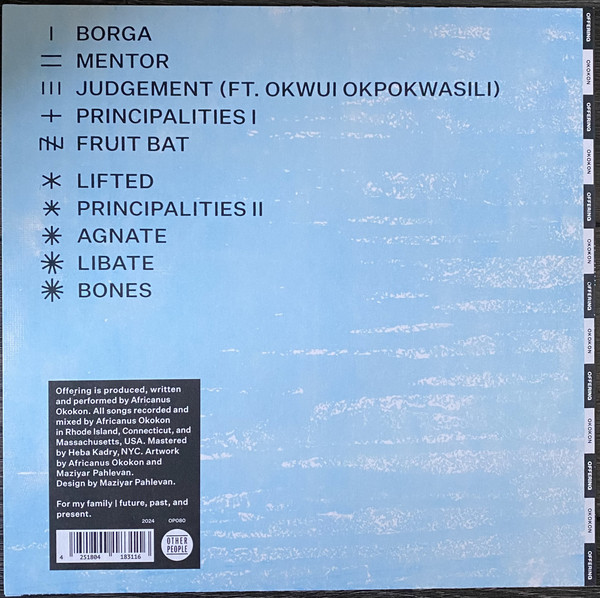 BORGA
MENTOR
JUDGEMENT (FT. OKWUI OKPOKWASILI)
PRINCIPALITIES I
FRUIT BAT
LIFTED
PRINCIPALITIES II
AGNATE
LIBATE
BONES
Offering is produced, written
and performed by Africanus
Okokon. All songs recorded and
mixed by Africanus Okokon
in Rhode Island, Connecticut, and
Massachusetts, USA. Mastered
by Heba Kadry, NYC. Artwork
by Africanus Okokon and
Maziyar Pahlevan.
Design by Maziyar Pahlevan.
For my family | future, past, and
present.
2024 OP080
4 251804 183116
OTHER
PEOPLE
OFFERING
OKOKON
OFFERING
OKOKON
OFFERING
OKOKON
OFFERING
OKOKON
OFFERING
OKOKON
OFFERING
OKOKON
OFFERING